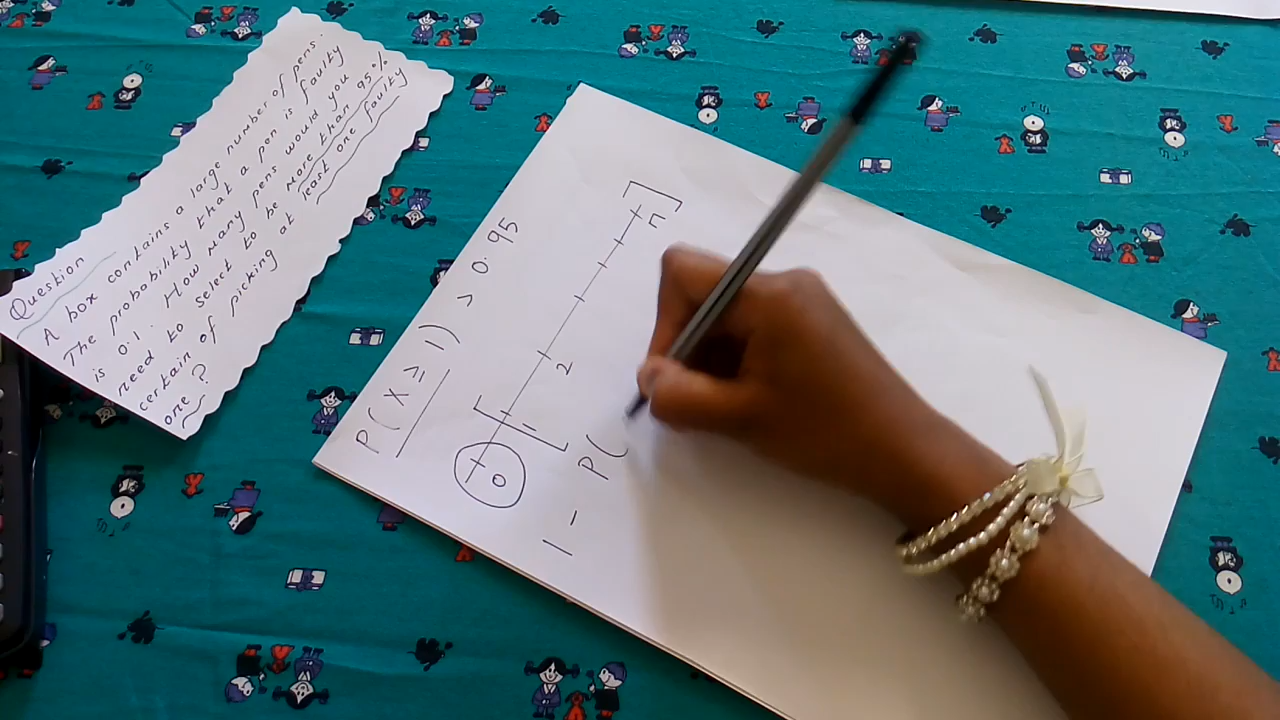 Question
A box contains a large number of pens.
The probability that a pen is faulty
is 0.1. How many pens would you
need to select to be more than 95%
certain of picking at least one faulty
one ?
P(X ≥ 1) > 0.95
0 1 2 n
1 - P(